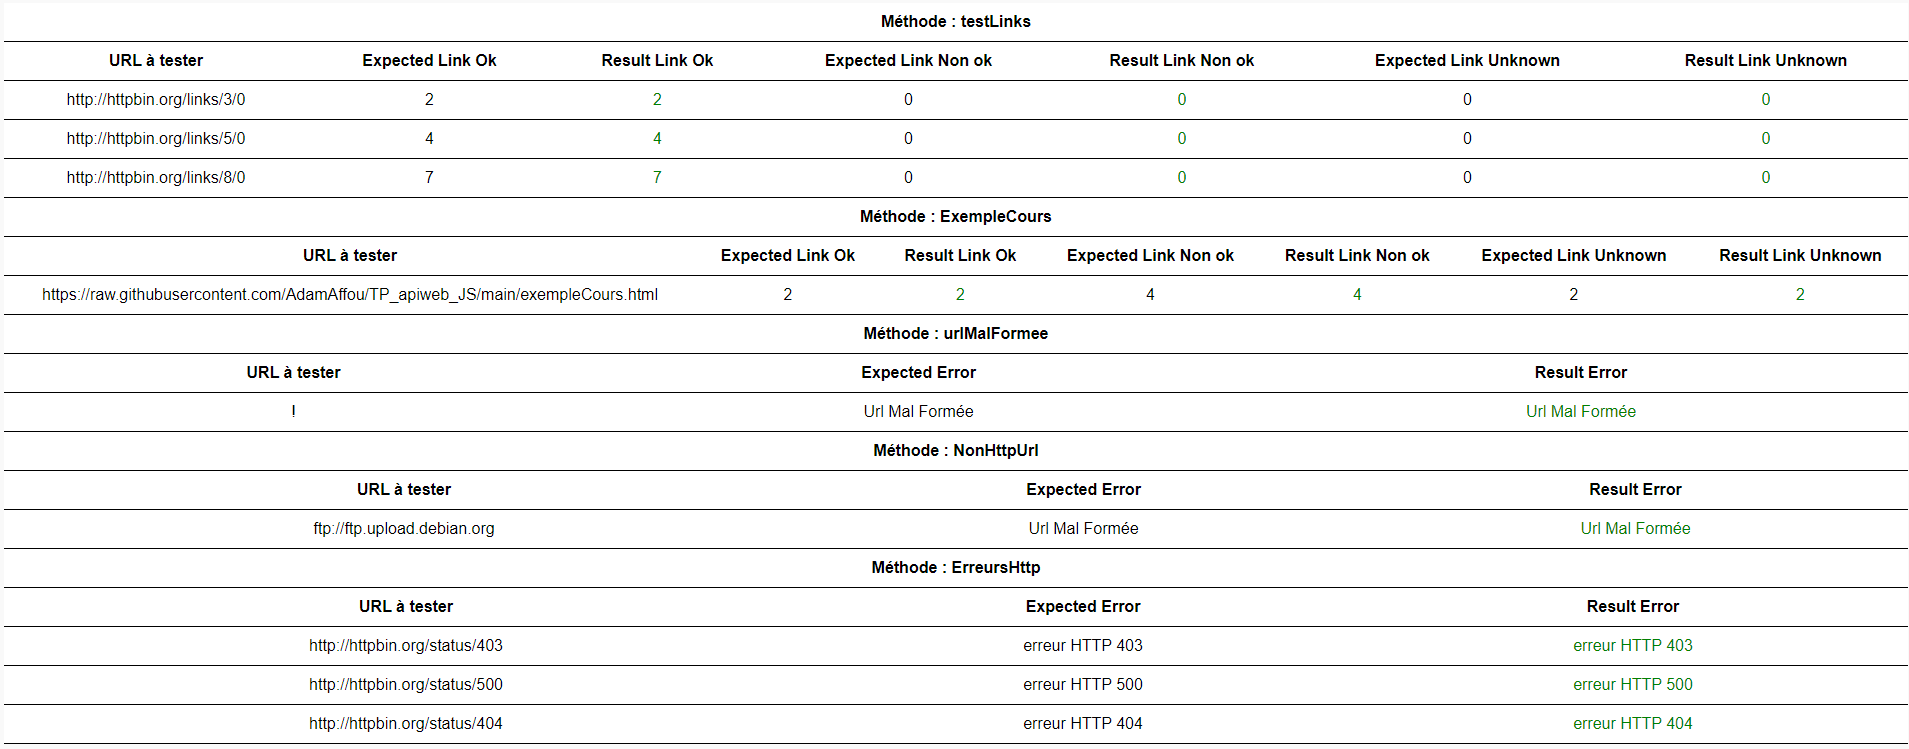 Méthode : testLinks
URL à tester Expected Link Ok Result Link Ok Expected Link Non ok Result Link Non ok Expected Link Unknown Result Link Unknown
http://httpbin.org/links/3/0 2 2 0 0 0 0
http://httpbin.org/links/5/0 4 4 0 0 0 0
http://httpbin.org/links/8/0 7 7 0 0 0 0
Méthode : ExempleCours
URL à tester Expected Link Ok Result Link Ok Expected Link Non ok Result Link Non ok Expected Link Unknown Result Link Unknown
https://raw.githubusercontent.com/AdamAffou/TP_apiweb_JS/main/exempleCours.html 2 2 4 4 2 2
Méthode : urlMalFormee
URL à tester Expected Error Result Error
! Url Mal Formée Url Mal Formée
Méthode : NonHttpUrl
URL à tester Expected Error Result Error
ftp://ftp.upload.debian.org Url Mal Formée Url Mal Formée
Méthode : ErreursHttp
URL à tester Expected Error Result Error
http://httpbin.org/status/403 erreur HTTP 403 erreur HTTP 403
http://httpbin.org/status/500 erreur HTTP 500 erreur HTTP 500
http://httpbin.org/status/404 erreur HTTP 404 erreur HTTP 404